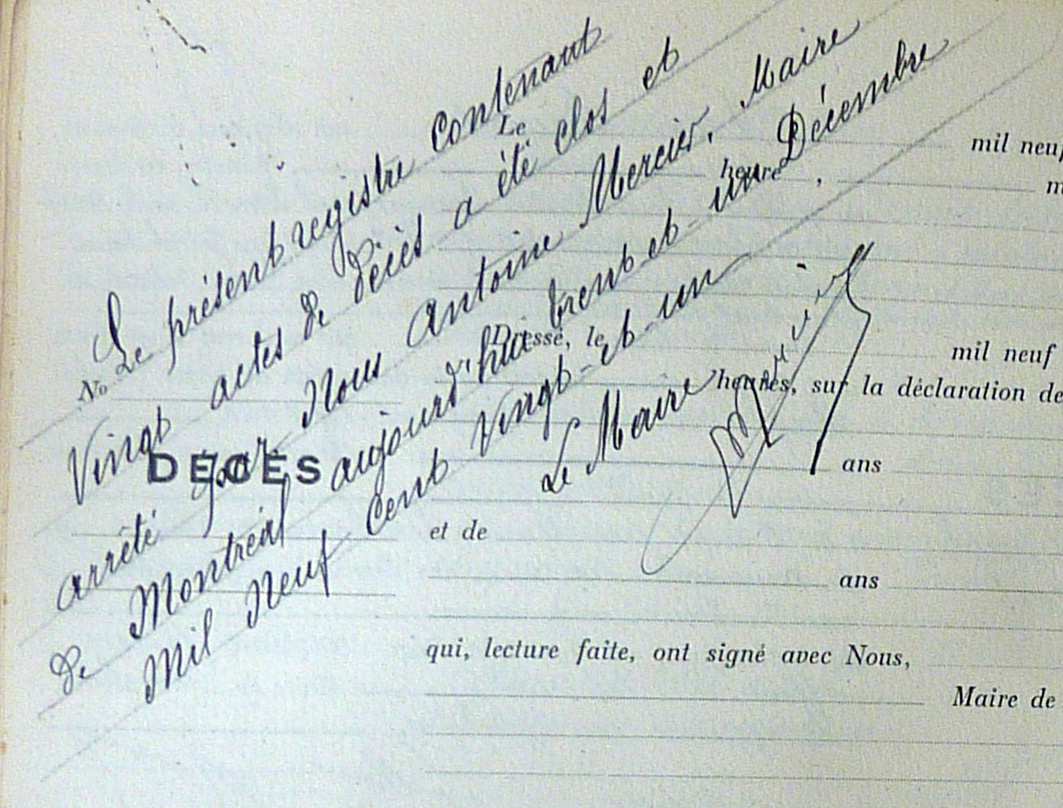 Le présent registre contenant
Vingt actes de décès a été clos et
arrêté par Nous Antoine Mercier, Maire
de Montréal aujourd'hui trent-et-un Décembre
Mil Neuf Cent Vingt-et-un
Le Maire
Mercier
Le
mil neuf
heure ,
m
No
Dressé, le
mil neuf
heures, sur la déclaration de
DÉCÈS
ans
et de
ans
qui, lecture faite, ont signé avec Nous,
Maire de